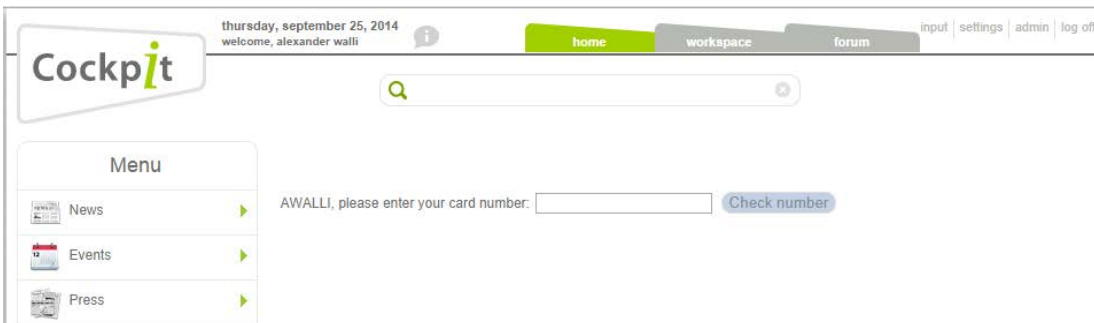 thursday, september 25, 2014
welcome, alexander walli
home workspace forum
input settings admin log off
Cockpit
Menu
News
AWALLI, please enter your card number: Check number
Events
12
Press